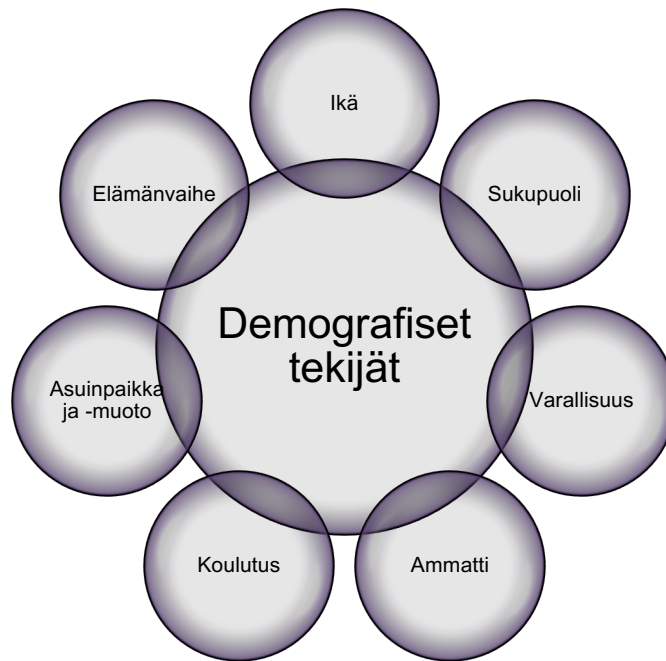 Ikä
Elämänvaihe
Sukupuoli
Demografiset
tekijät
Asuinpaikka
ja -muoto
Varallisuus
Koulutus
Ammatti